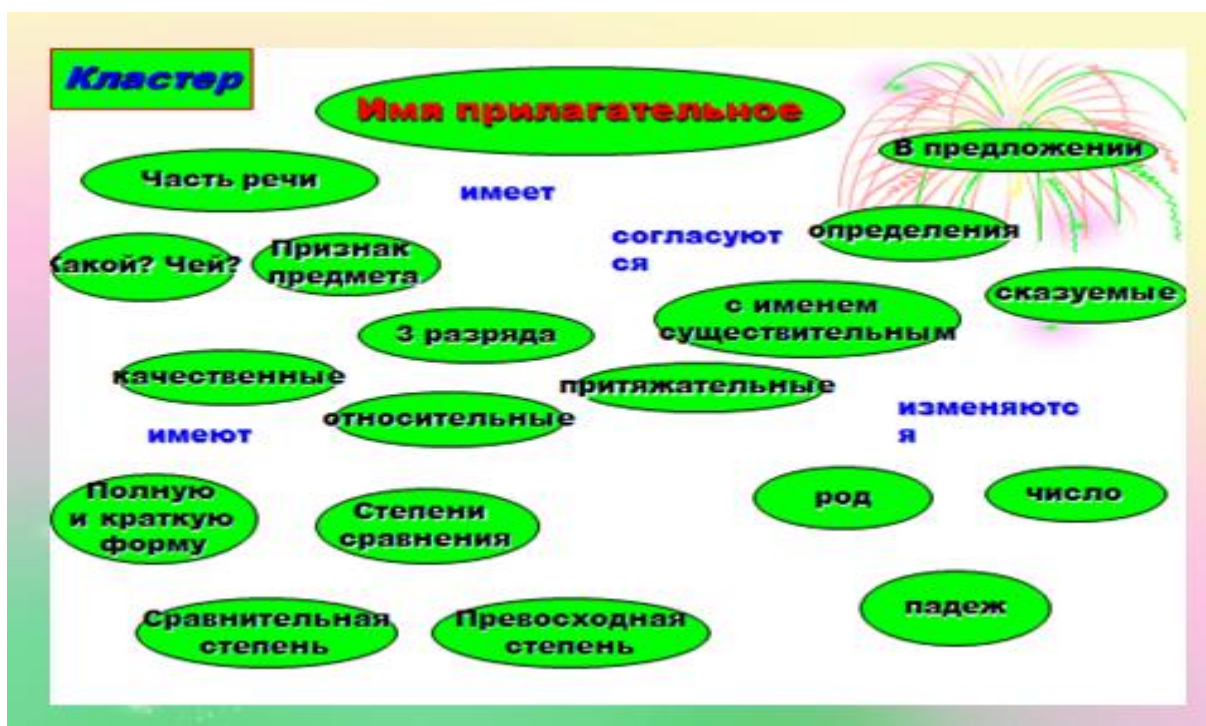 Кластер
Имя прилагательное
В предложении
Часть речи
имеет
согласуют
ся
определения
Какой? Чей?
Признак
предмета
сказуемые
с именем
существительным
3 разряда
качественные
притяжательные
относительные
изменяютс
я
имеют
Полную
и краткую
форму
Степени
сравнения
род
число
падеж
Сравнительная
степень
Превосходная
степень